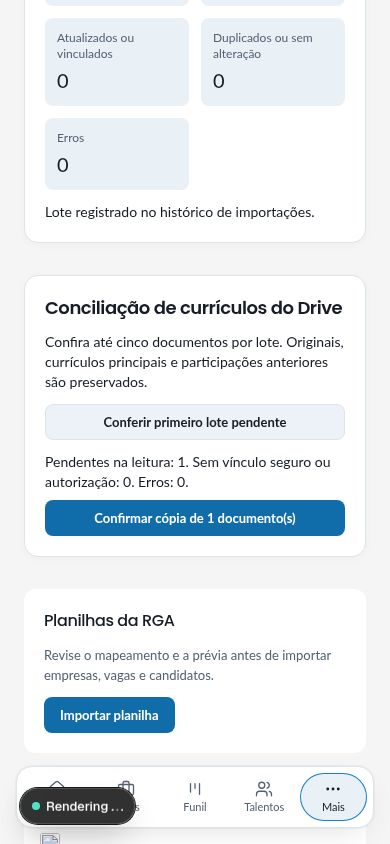 Atualizados ou
vinculados
0
Duplicados ou sem
alteração
0
Erros
0
Lote registrado no histórico de importações.
Conciliação de currículos do Drive
Confira até cinco documentos por lote. Originais,
currículos principais e participações anteriores
são preservados.
Conferir primeiro lote pendente
Pendentes na leitura: 1. Sem vínculo seguro ou
autorização: 0. Erros: 0.
Confirmar cópia de 1 documento(s)
Planilhas da RGA
Revise o mapeamento e a prévia antes de importar
empresas, vagas e candidatos.
Importar planilha
Rendering ...
Funil
Talentos
Mais